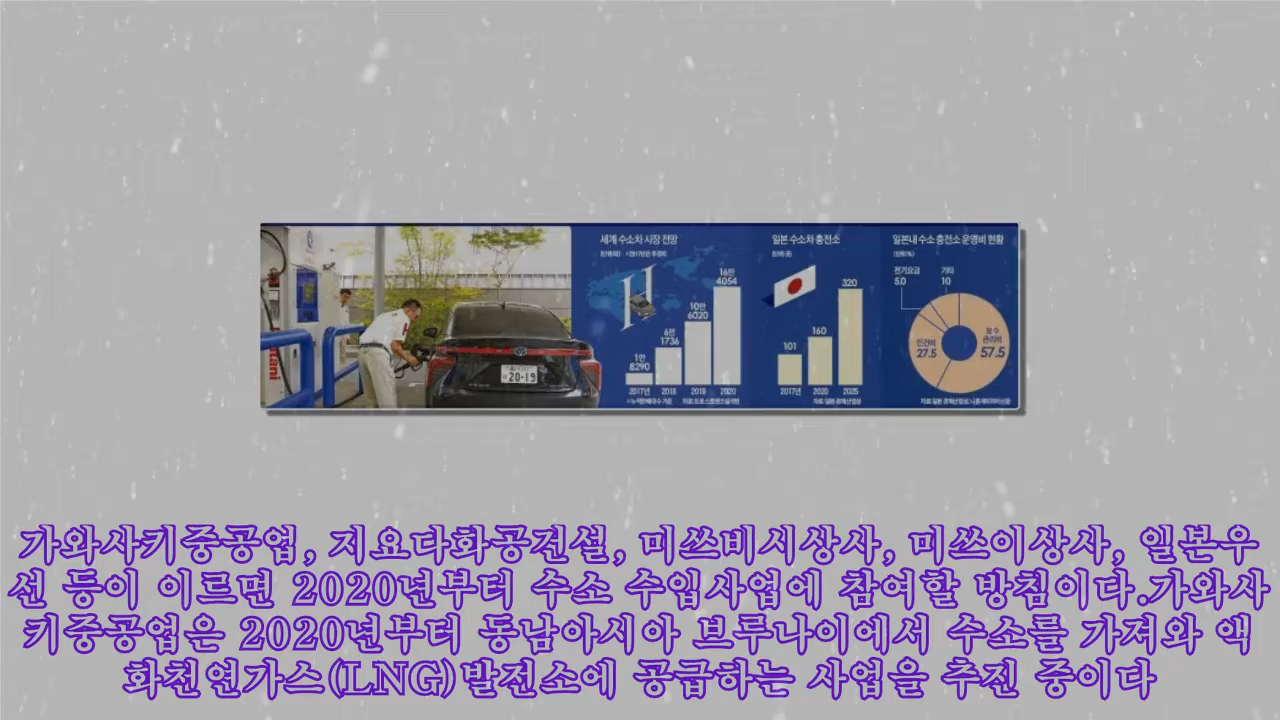 세계 수소차 시장 전망
1만
8290
6만
1736
10만
6020
16만
4054
2017년 2018 2019 2020
일본 수소차 충전소
101
160
320
2017년 2020 2025
일본내 수소 충전소 운영비 현황
전기요금
5.0
기타
10
인건비
27.5
보수
관리비
57.5
20-19
가와사키중공업, 지요다화공건설, 미쓰비시상사, 미쓰이상사, 일본우
선 등이 이르면 2020년부터 수소 수입사업에 참여할 방침이다.가와사
키중공업은 2020년부터 동남아시아 브루나이에서 수소를 가져와 액
화천연가스(LNG)발전소에 공급하는 사업을 추진 중이다